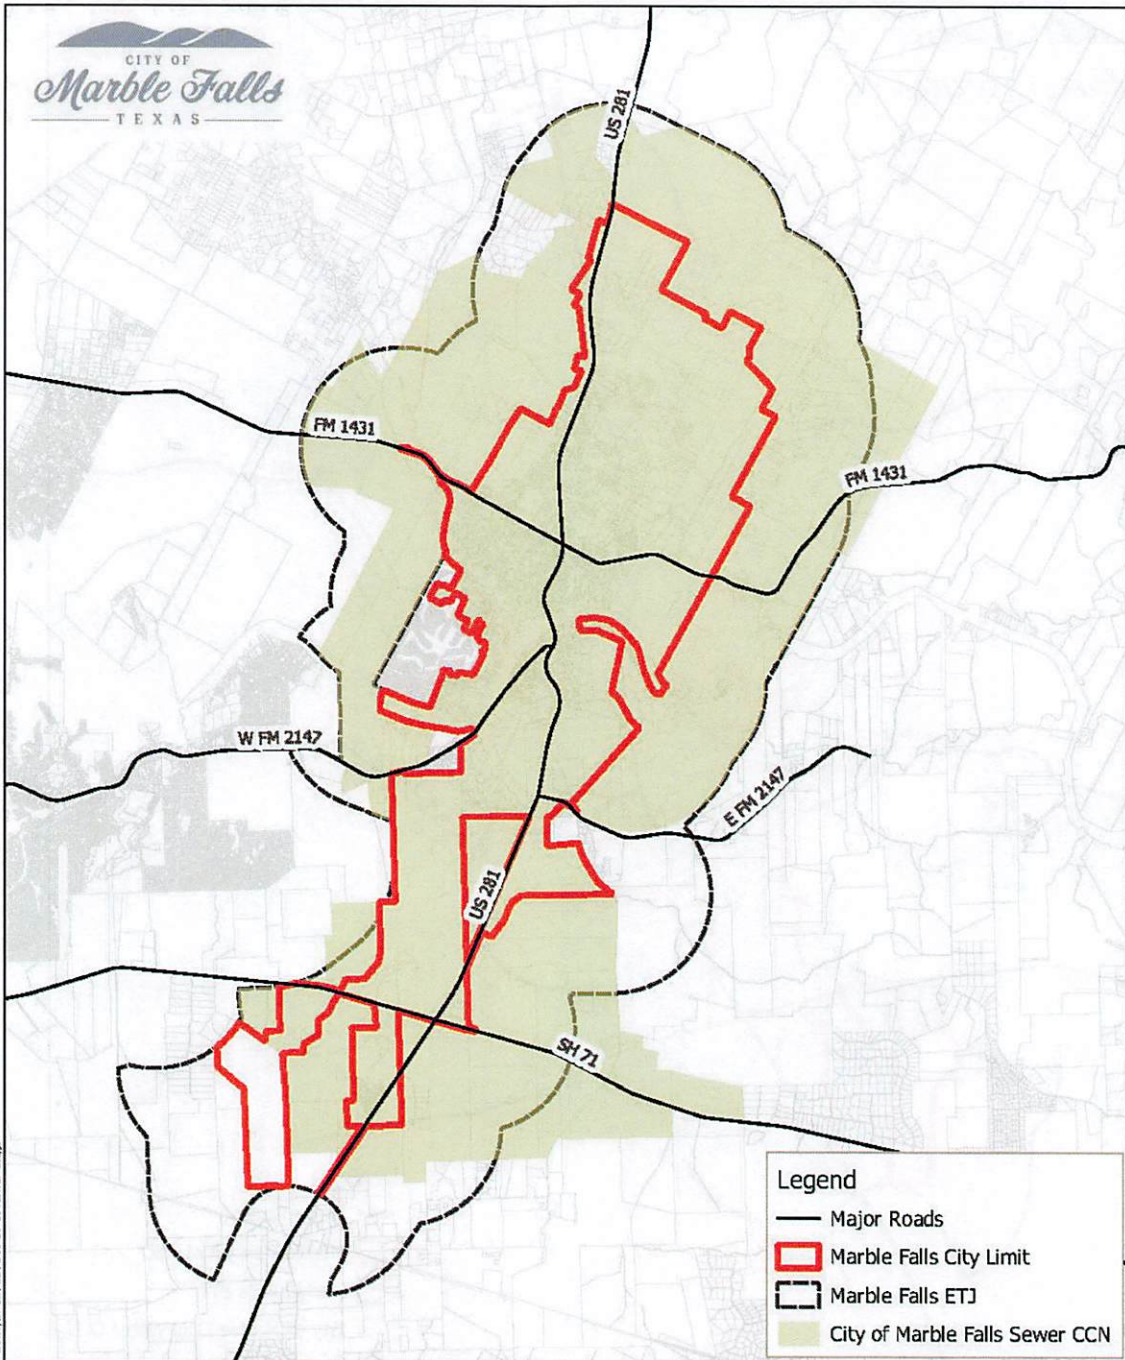 CITY OF
Marble Falls
TEXAS
US 281
FM 1431
FM 1431
W FM 2147
E FM 2147
US 281
SH 71
Legend
Major Roads
Marble Falls City Limit
Marble Falls ETJ
City of Marble Falls Sewer CCN